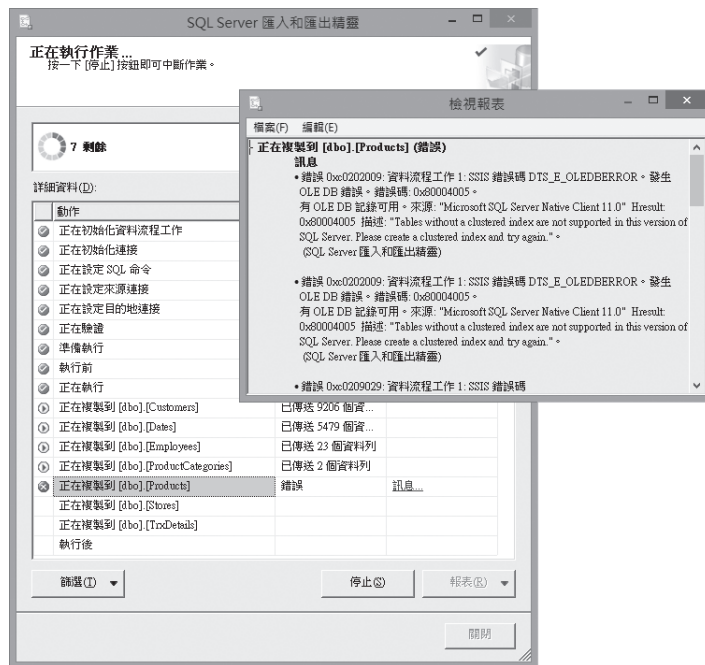 SQL Server 匯入和匯出精靈
正在執行作業...
按一下 [停止] 按鈕即可中斷作業。
7 剩餘
詳細資料(D):
動作
正在初始化資料流程工作
正在初始化連接
正在設定 SQL 命令
正在設定來源連接
正在設定目的地連接
正在驗證
準備執行
執行前
正在執行
正在複製到 [dbo].[Customers] 已傳送 9206 個資...
正在複製到 [dbo].[Dates] 已傳送 5479 個資...
正在複製到 [dbo].[Employees] 已傳送 23 個資料列
正在複製到 [dbo].[ProductCategories] 已傳送 2 個資料列
正在複製到 [dbo].[Products] 錯誤 訊息...
正在複製到 [dbo].[Stores]
正在複製到 [dbo].[TrxDetails]
執行後
篩選(I) 停止(S) 報表(R)
關閉
檢視報表
檔案(F) 編輯(E)
- 正在複製到 [dbo].[Products] (錯誤)
訊息
• 錯誤 0xc0202009: 資料流程工作 1: SSIS 錯誤碼 DTS_E_OLEDBERROR。發生
OLE DB 錯誤。錯誤碼: 0x80004005。
有 OLE DB 記錄可用。來源: "Microsoft SQL Server Native Client 11.0" Hresult:
0x80004005 描述: "Tables without a clustered index are not supported in this version of
SQL Server. Please create a clustered index and try again."。
(SQL Server 匯入和匯出精靈)
• 錯誤 0xc0202009: 資料流程工作 1: SSIS 錯誤碼 DTS_E_OLEDBERROR。發生
OLE DB 錯誤。錯誤碼: 0x80004005。
有 OLE DB 記錄可用。來源: "Microsoft SQL Server Native Client 11.0" Hresult:
0x80004005 描述: "Tables without a clustered index are not supported in this version of
SQL Server. Please create a clustered index and try again."。
(SQL Server 匯入和匯出精靈)
• 錯誤 0xc0209029: 資料流程工作 1: SSIS 錯誤碼